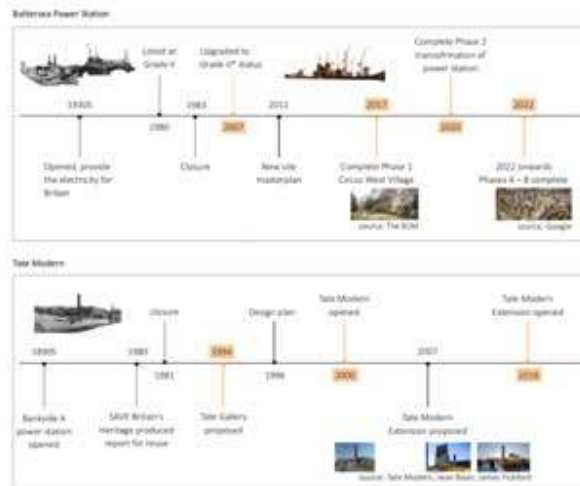 Battersea Power Station
Listed at
Grade II
Upgraded to
Grade II* status
Complete Phase 2
transofrmation of
power station
1930S
1983
2011
2017
2022
1980
2007
2020
Opened, provide
the electricity for
Britain
Closure
New site
masterplan
Complete Phase 1
Circus West Village
2022 onwards
Phases 4 – 8 complete
source: Google
Tate Modern
closure
Design plan
Tate Modern
opened
Tate Modern
Extension opened
1890S
1980
1994
2007
1981
1996
2000
2016
Bankside A
power station
opened
SAVE Britain's
Heritage produced
report for reuse
Tate Gallery
proposed
Tate Modern
Extension proposed
source: Tate Modern,